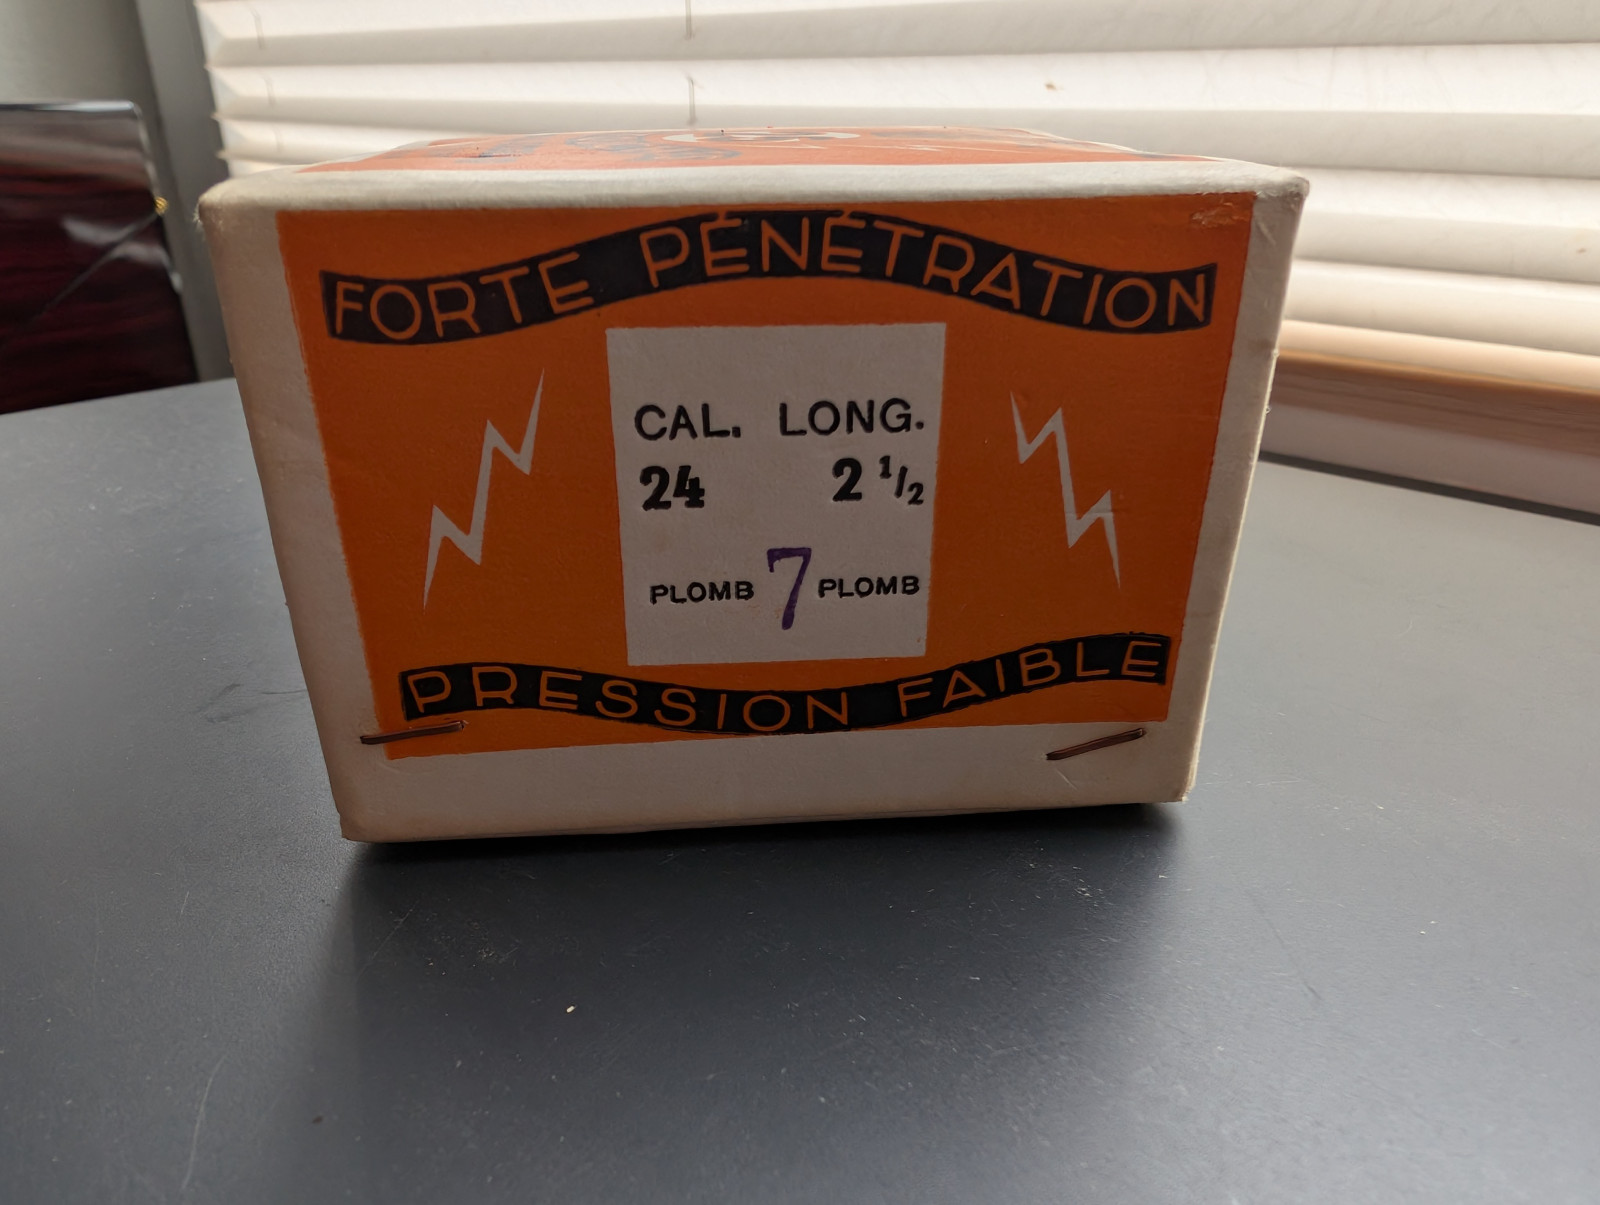 FORTE PÉNÉTRATION
CAL. LONG.
24 2 1/2
PLOMB 7 PLOMB
PRESSION FAIBLE